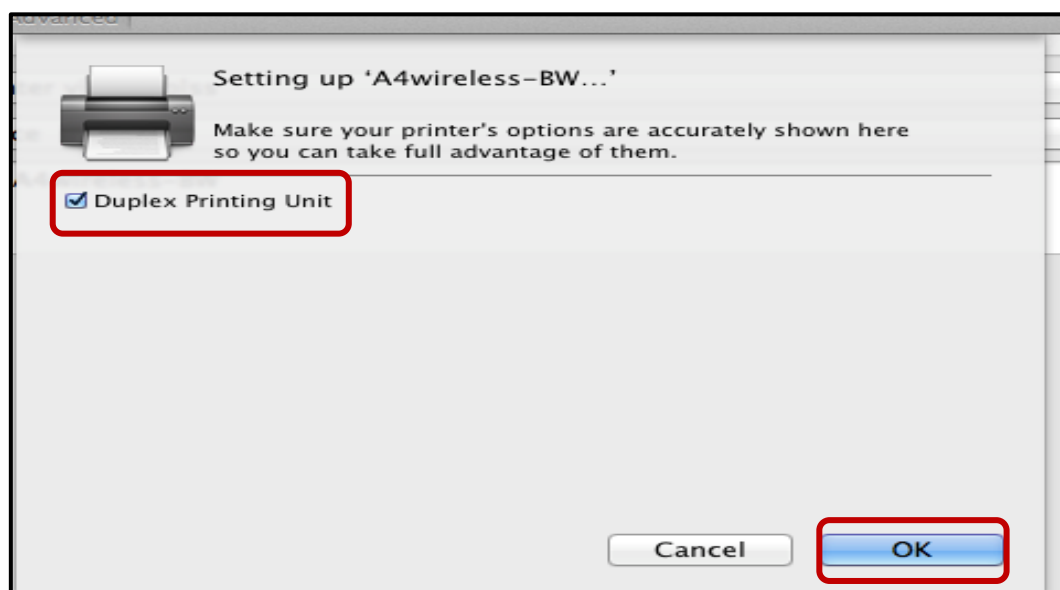 Advanced
Setting up ‘A4wireless-BW...’
Make sure your printer's options are accurately shown here
so you can take full advantage of them.
Duplex Printing Unit
Cancel
OK